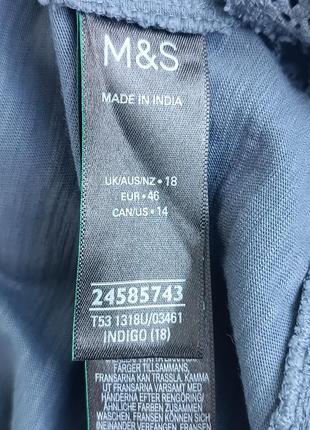 M&S
MADE IN INDIA
UK/AUS/NZ • 18
EUR • 46
CAN/US • 14
24585743
T53 1318U/03461
INDIGO (18)
FÄRGER TILLSAMMANS,
FRANSARNA KAN TRASSLA, KAMMA
UT FRANSARNA VARSAMT MED
HÄNDERNA EFTER RENGÖRING/
ÄHNLICHE FARBEN ZUSAMMEN
WASCHEN, FRANSEN KÖNNEN SICH